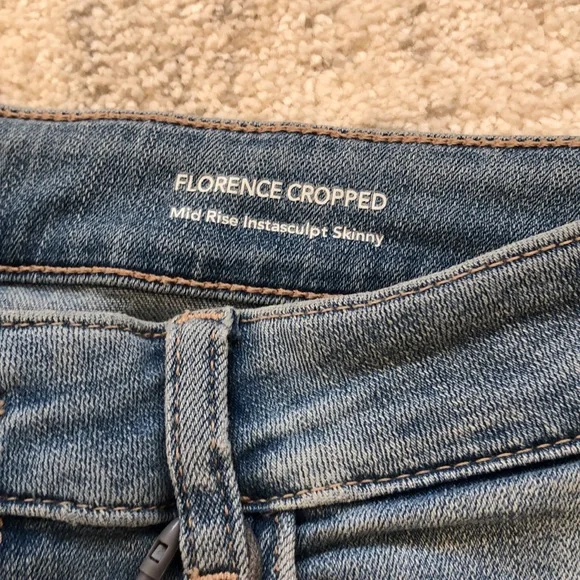 FLORENCE CROPPED
Mid Rise Instasculpt Skinny